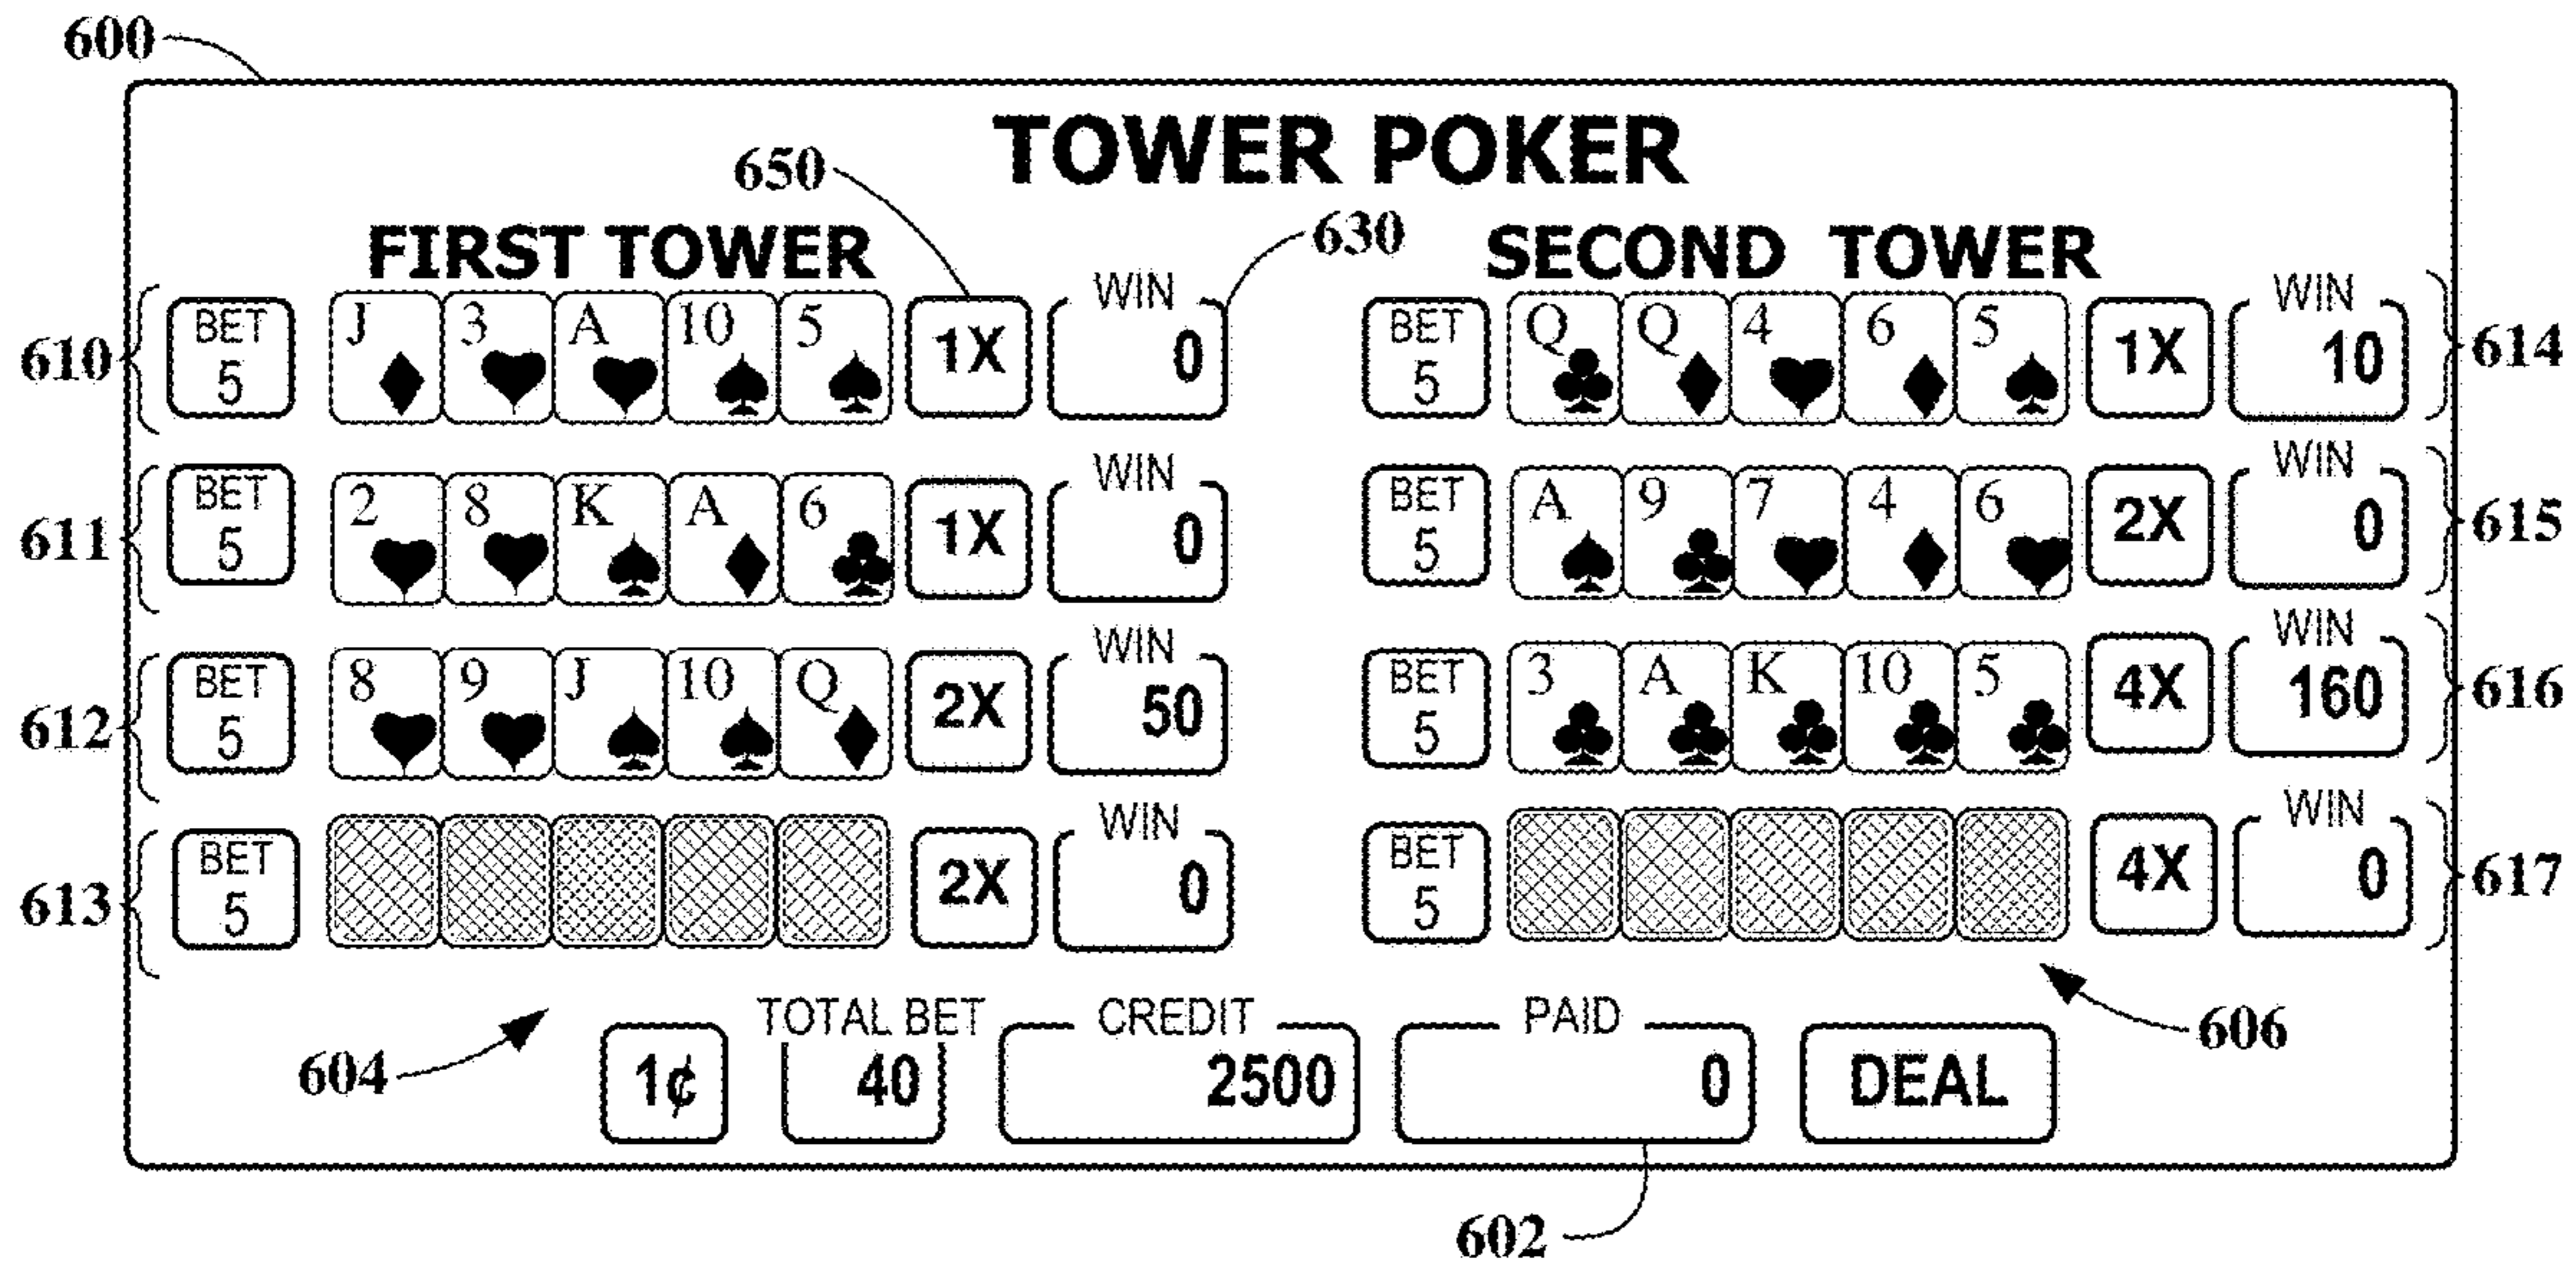 600
TOWER POKER
650
630
FIRST TOWER
SECOND TOWER
610
BET
5
J 3 A 10 5
1X
WIN
0
BET
5
Q Q 4 6 5
1X
WIN
10
614
611
BET
5
2 8 K A 6
1X
WIN
0
BET
5
A 9 7 4 6
2X
WIN
0
615
612
BET
5
8 9 J 10 Q
2X
WIN
50
BET
5
3 A K 10 5
4X
WIN
160
616
613
BET
5
2X
WIN
0
BET
5
4X
WIN
0
617
604
606
1¢
TOTAL BET
40
CREDIT
2500
PAID
0
DEAL
602